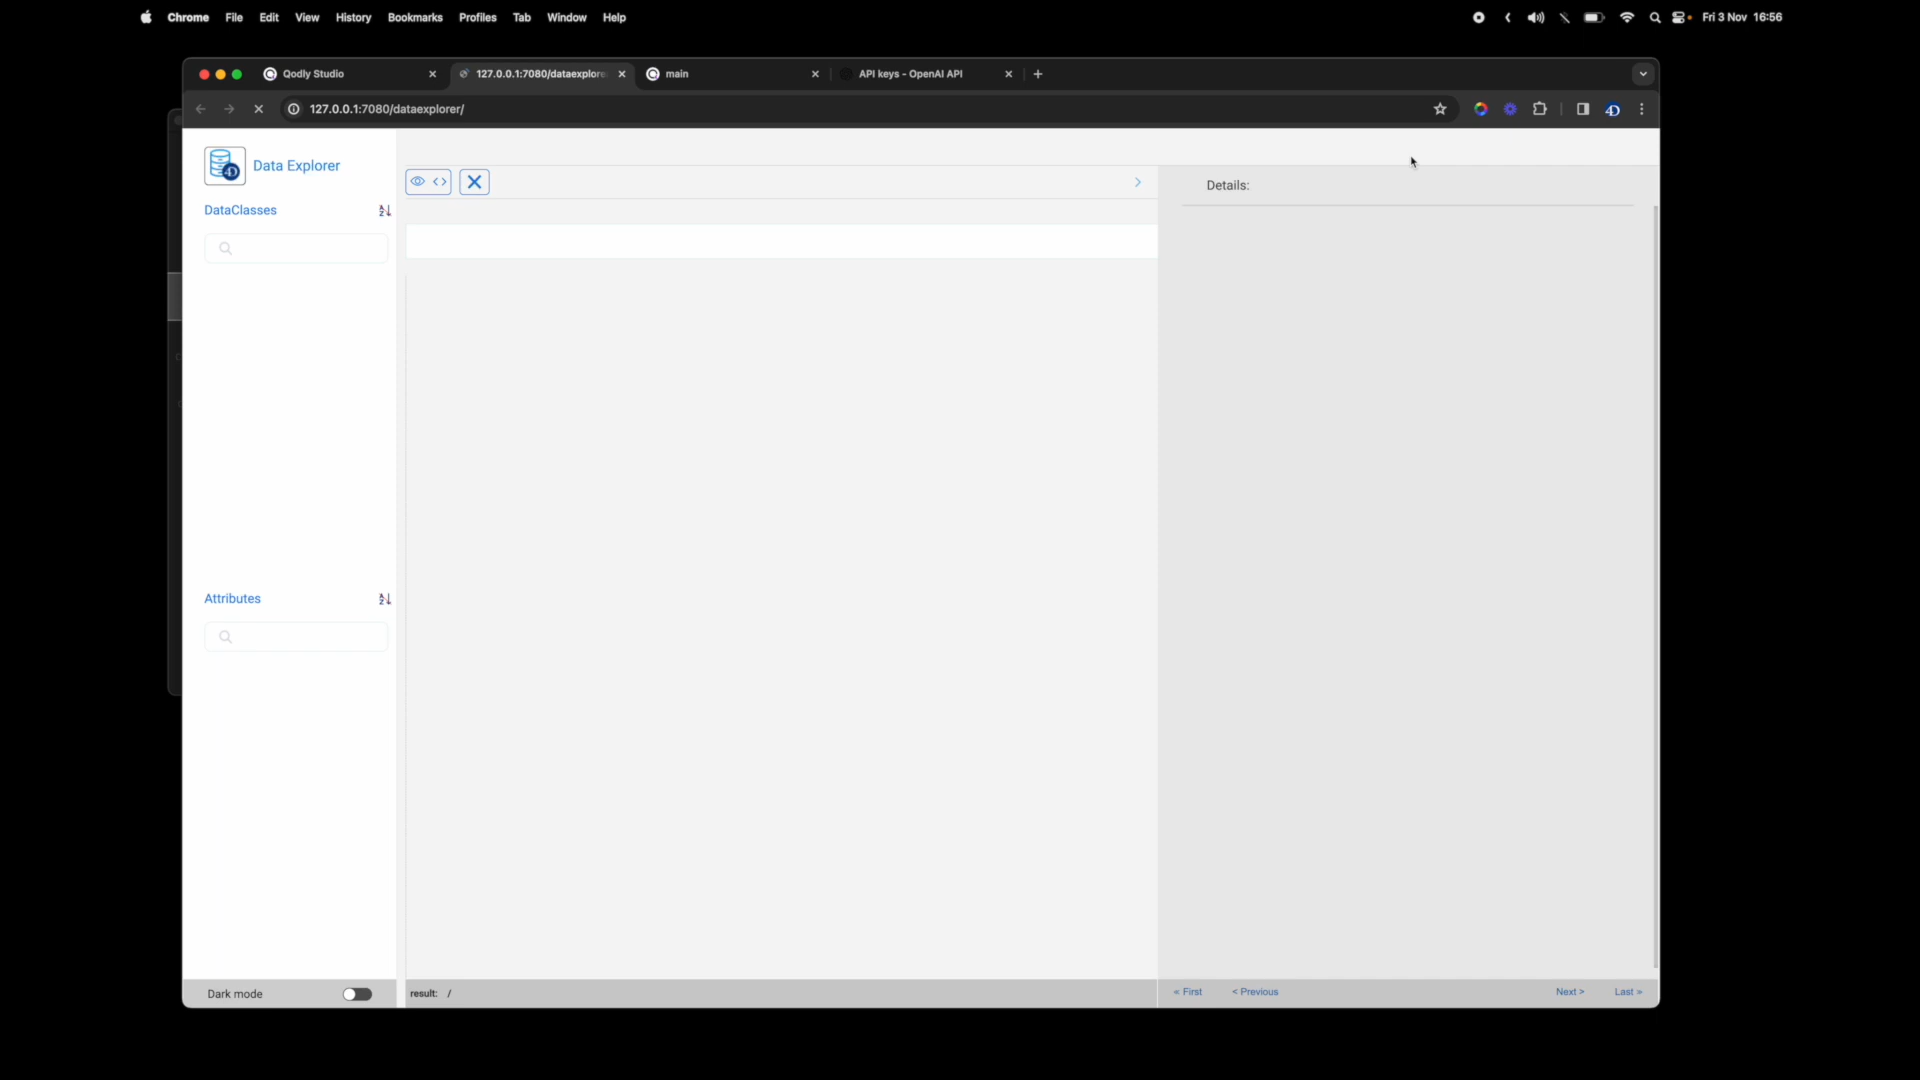 Chrome File Edit View History Bookmarks Profiles Tab Window Help Fri 3 Nov 16:56
Qodly Studio 127.0.0.1:7080/dataexplore main API keys - OpenAI API
127.0.0.1:7080/dataexplorer/
4D
Data Explorer
Details:
DataClasses
Attributes
Dark mode
result: /
« First < Previous Next > Last »